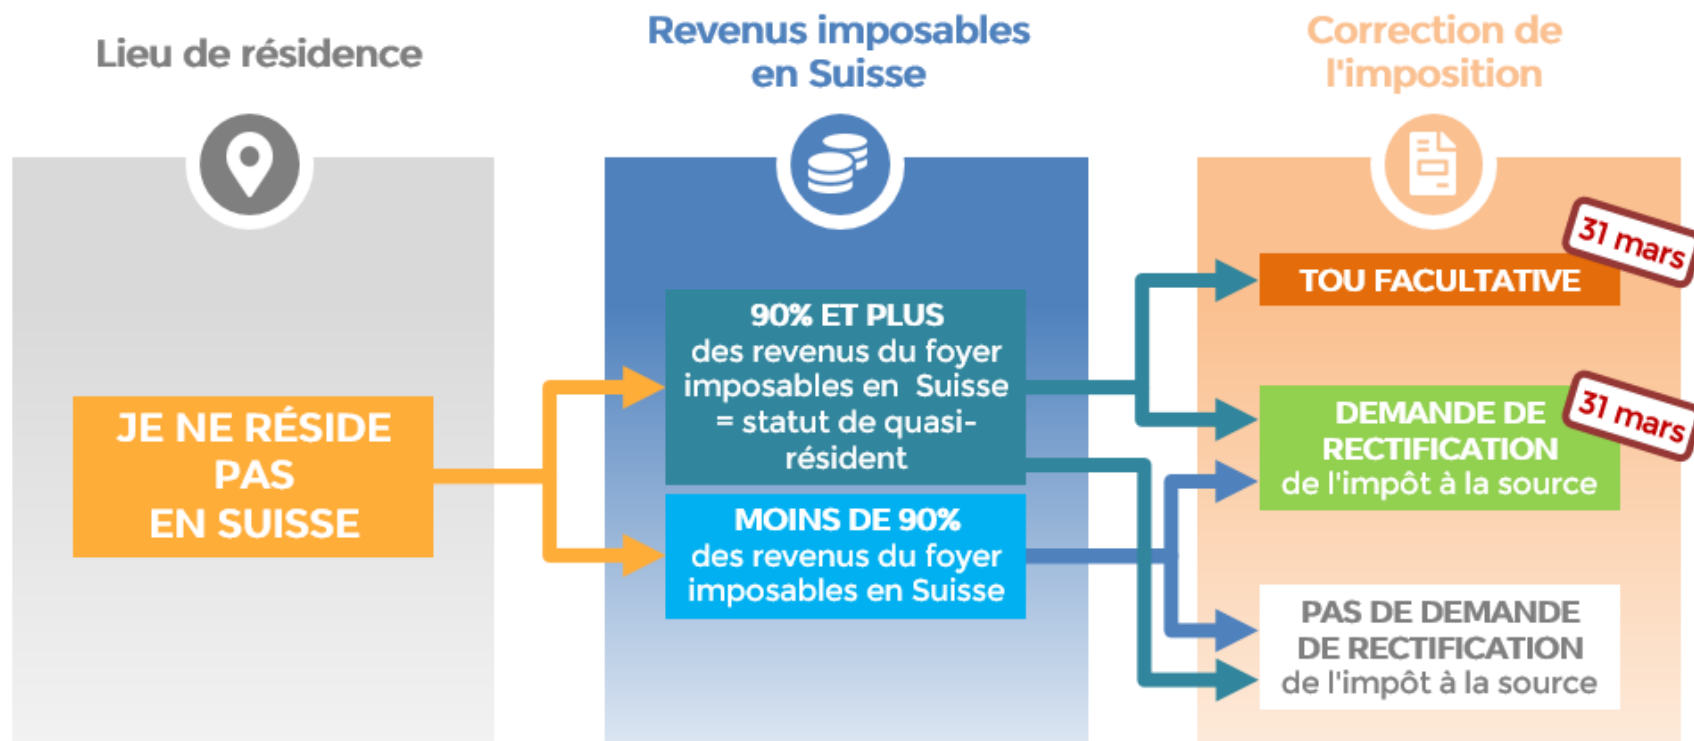 Lieu de résidence
Revenus imposables
en Suisse
Correction de
l'imposition
JE NE RÉSIDE
PAS
EN SUISSE
90% ET PLUS
des revenus du foyer
imposables en Suisse
= statut de quasi-
résident
MOINS DE 90%
des revenus du foyer
imposables en Suisse
31 mars
TOU FACULTATIVE
31 mars
DEMANDE DE
RECTIFICATION
de l'impôt à la source
PAS DE DEMANDE
DE RECTIFICATION
de l'impôt à la source